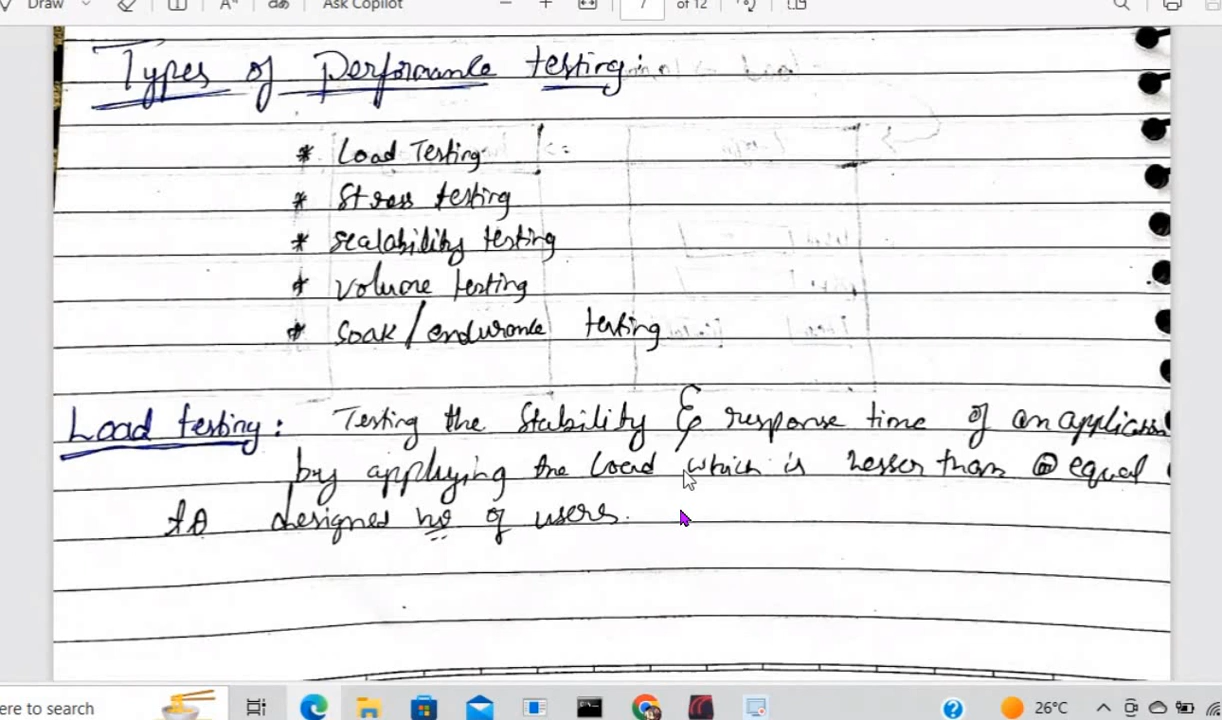 Draw
Ask Copilot
7 of 12
Types of Performance testing
* Load Testing
* Stress testing
* Scalability testing
* Volume testing
* Soak/endurance testing
Load testing: Testing the Stability & response time of an application
by applying the load which is lesser than or equal
to designed no of users.
ere to search
26°C